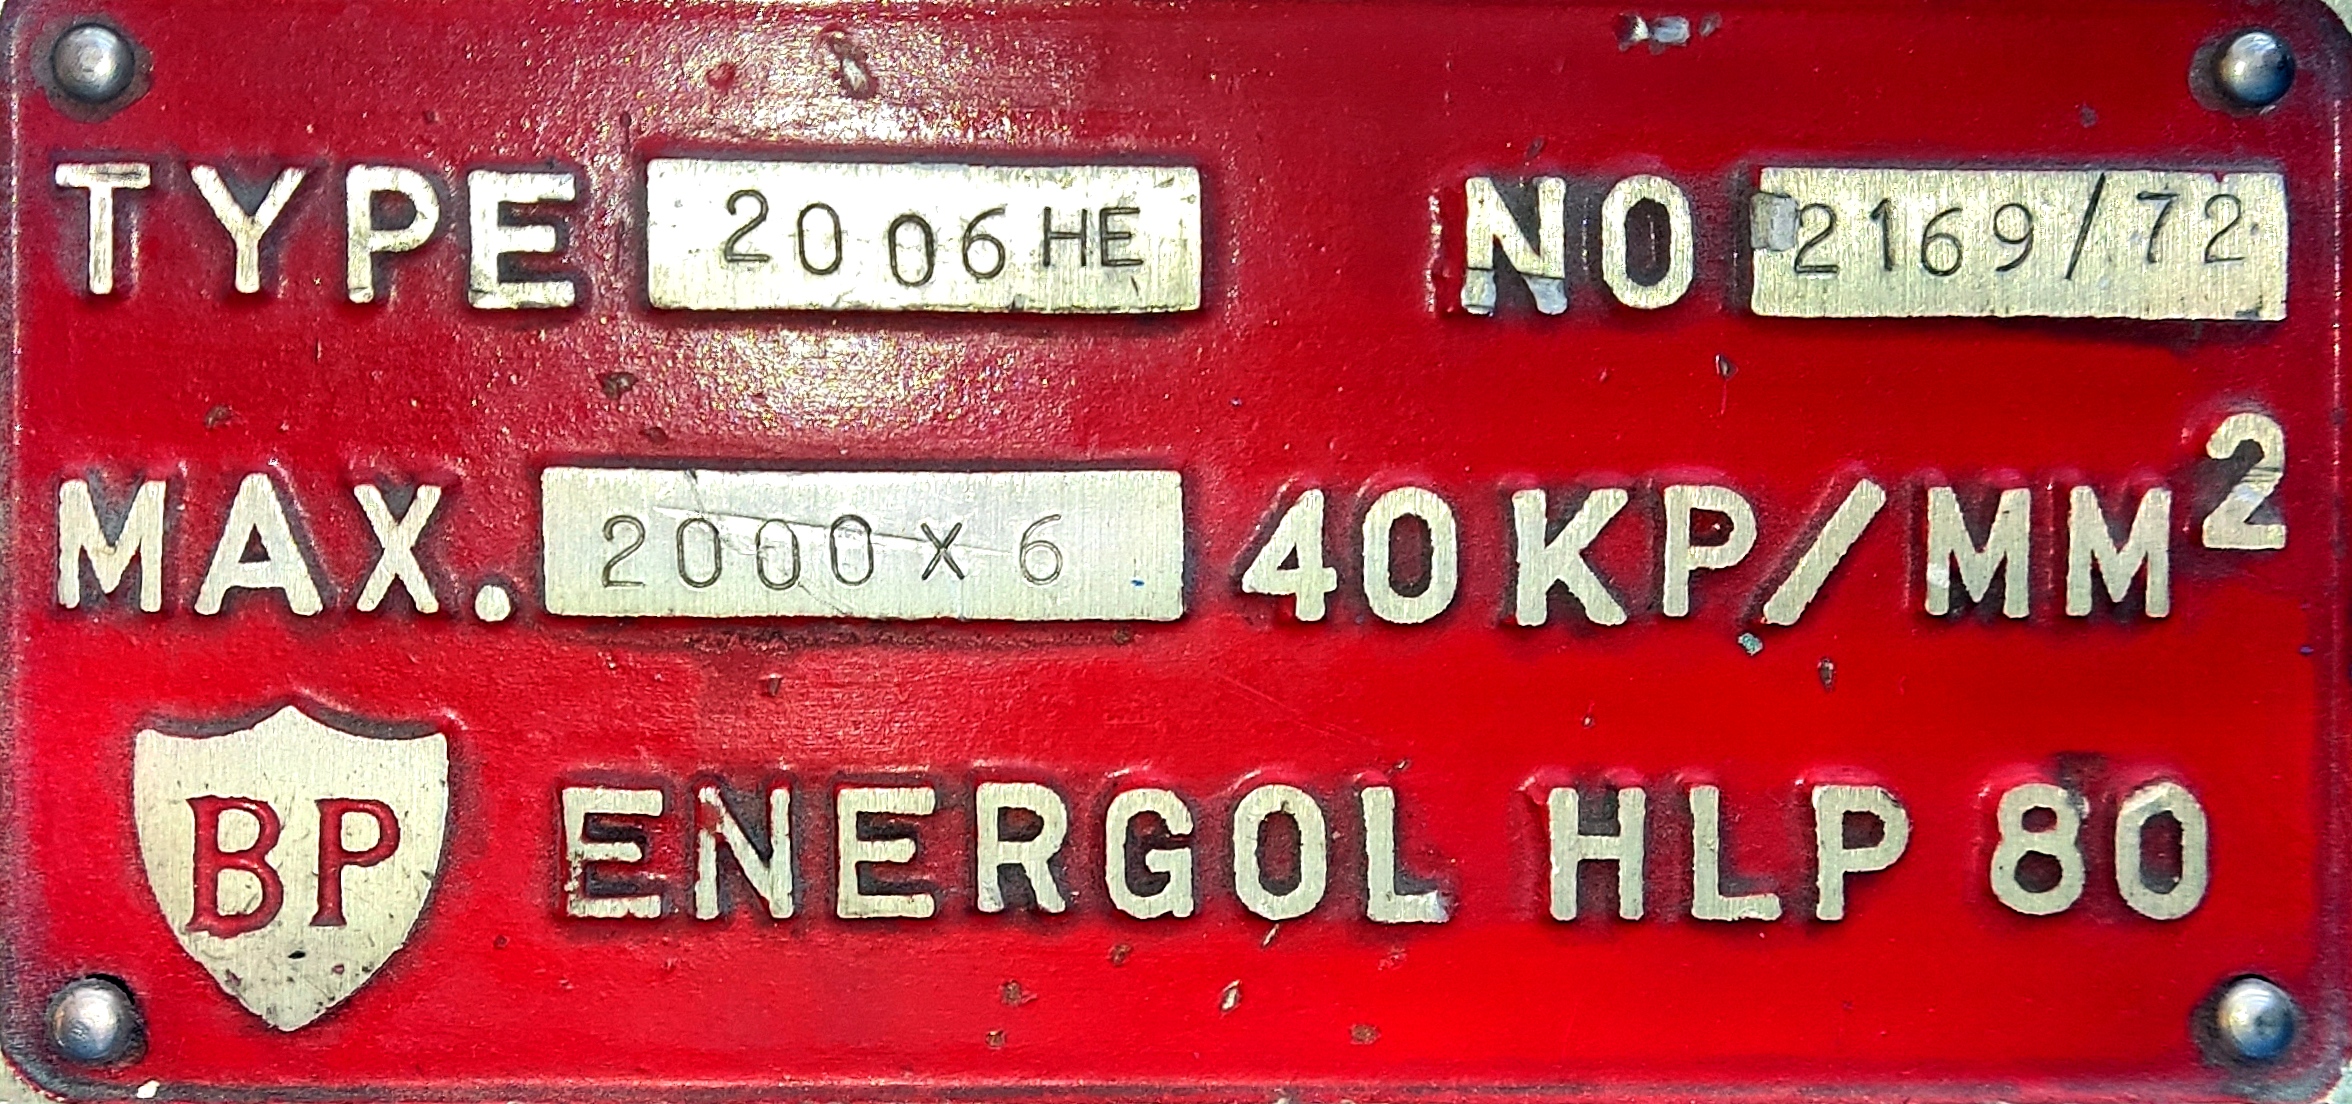 TYPE 2006 HE NO 2169/72
MAX. 2000 x 6 40 KP/MM²
BP ENERGOL HLP 80